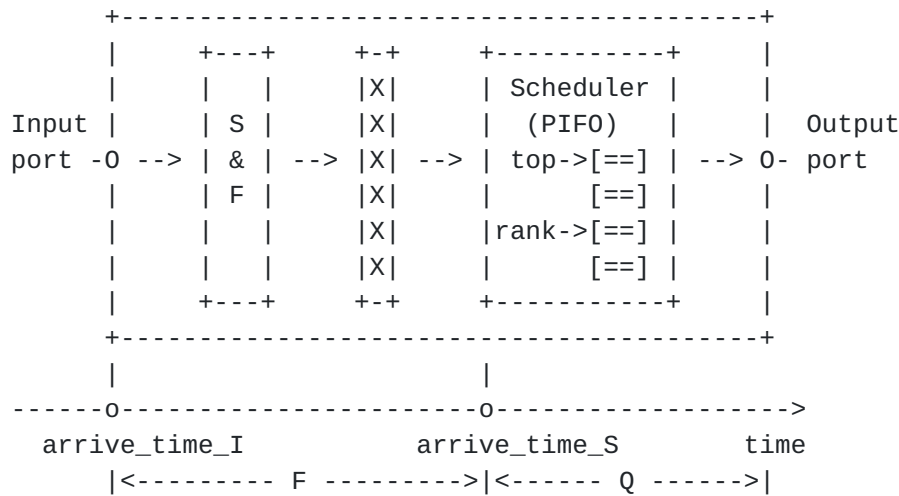 +------------------------------------------+
|     +---+     +-+     +-----------+     |
|     |   |     |X|     | Scheduler |     |
Input |     | S |     |X|     |  (PIFO)   |     |  Output
port -O --> | & | --> |X| --> | top->[==] | --> O- port
|     | F |     |X|     |      [==] |     |
|     |   |     |X|     |rank->[==] |     |
|     |   |     |X|     |      [==] |     |
|     +---+     +-+     +-----------+     |
+------------------------------------------+
|                        |
------o------------------------o-------------------->
arrive_time_I           arrive_time_S        time
|<--------- F --------->|<------ Q ------>|